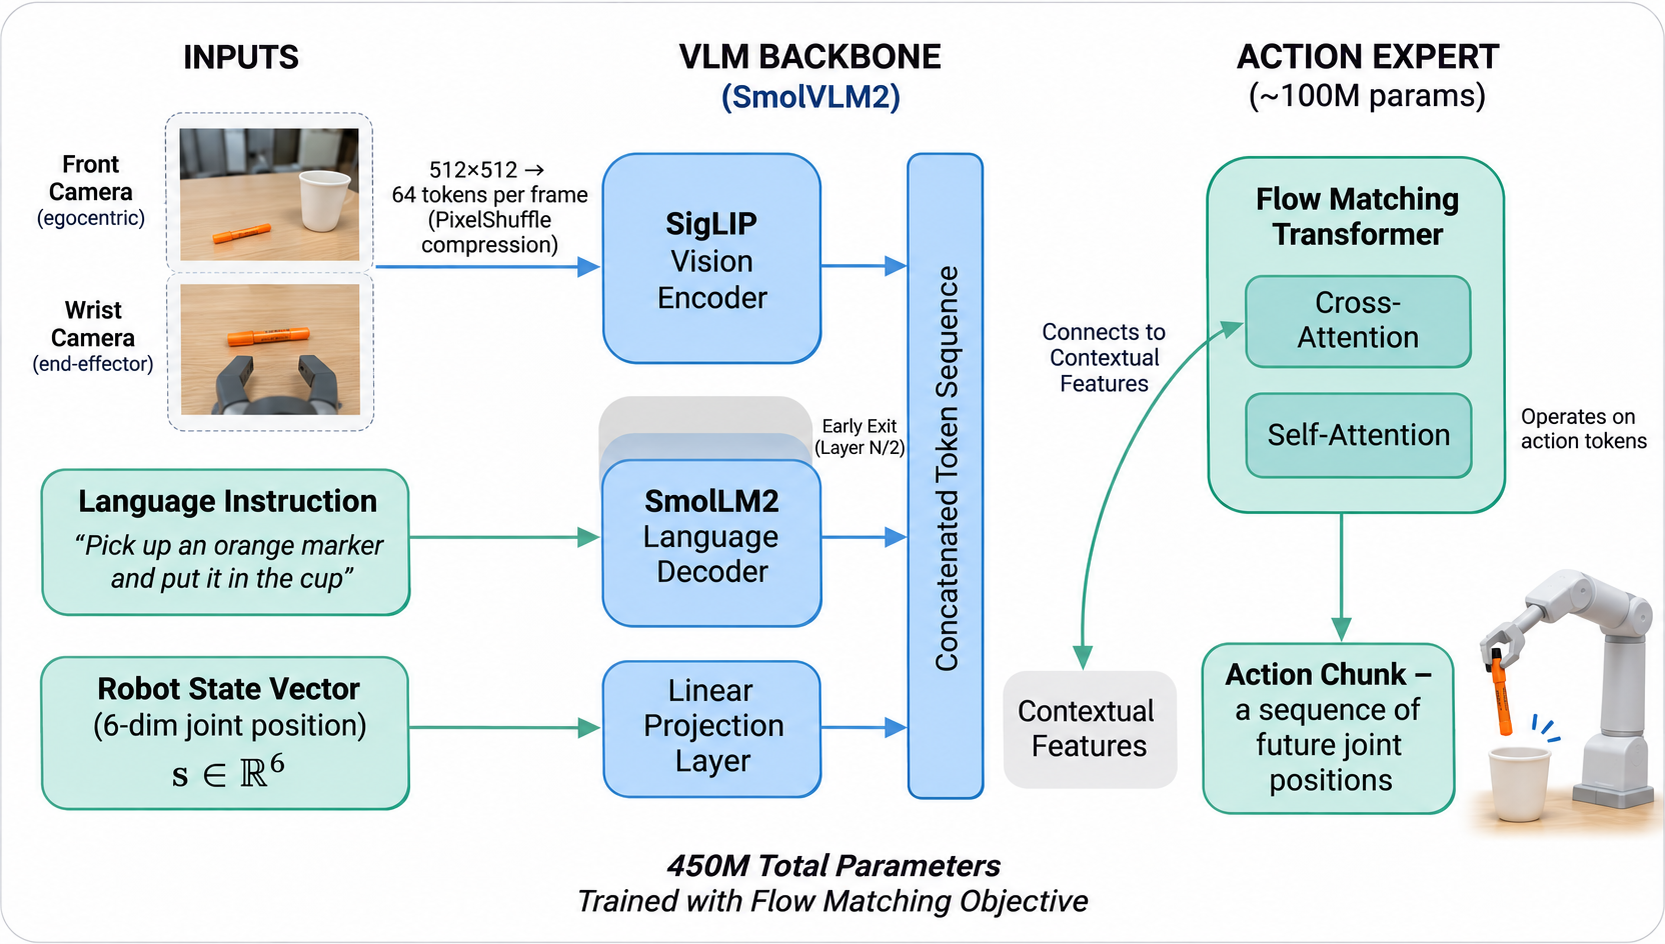 INPUTS
Front
Camera
(egocentric)
Wrist
Camera
(end-effector)
512×512 →
64 tokens per frame
(PixelShuffle
compression)
Language Instruction
“Pick up an orange marker
and put it in the cup”
Robot State Vector
(6-dim joint position)
s ∈ ℝ⁶
VLM BACKBONE
(SmolVLM2)
SigLIP
Vision
Encoder
Early Exit
(Layer N/2)
SmolLM2
Language
Decoder
Linear
Projection
Layer
Concatenated Token Sequence
ACTION EXPERT
(~100M params)
Connects to
Contextual
Features
Contextual
Features
Flow Matching
Transformer
Cross-
Attention
Self-Attention
Operates on
action tokens
Action Chunk –
a sequence of
future joint
positions
450M Total Parameters
Trained with Flow Matching Objective